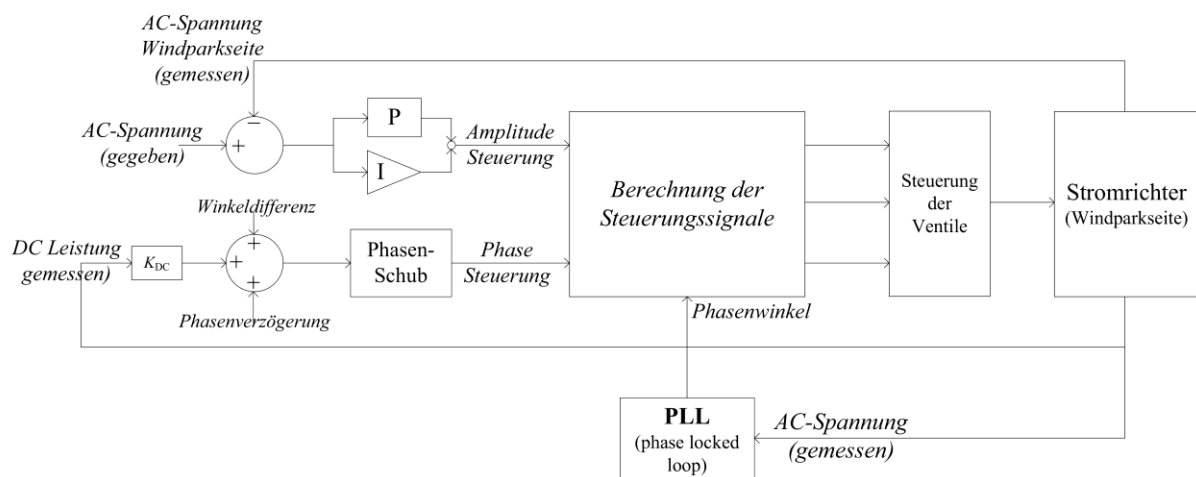 AC-Spannung
Windparkseite
(gemessen)
−
AC-Spannung
(gegeben)
+
P
I
Amplitude
Steuerung
Berechnung der
Steuerungssignale
Steuerung
der
Ventile
Stromrichter
(Windparkseite)
Winkeldifferenz
DC Leistung
gemessen)
KDC
+
+
+
Phasen-
Schub
Phase
Steuerung
Phasenverzögerung
Phasenwinkel
PLL
(phase locked
loop)
AC-Spannung
(gemessen)